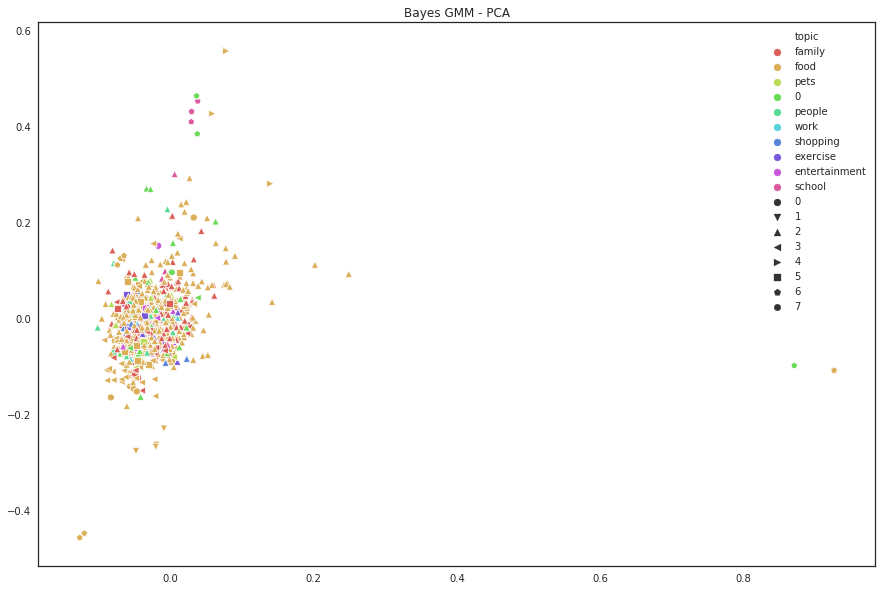 Bayes GMM - PCA
0.6
0.4
0.2
0.0
−0.2
−0.4
0.0
0.2
0.4
0.6
0.8
topic
family
food
pets
0
people
work
shopping
exercise
entertainment
school
0
1
2
3
4
5
6
7